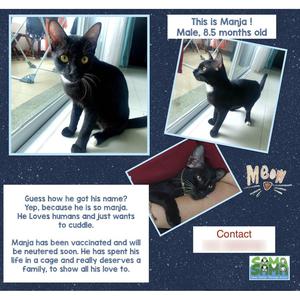 This is Manja !
Male, 8.5 months old
Meow
Guess how he got his name?
Yep, because he is so manja.
He Loves humans and just wants
to cuddle.
Manja has been vaccinated and will
be neutered soon. He has spent his
life in a cage and really deserves a
family, to show all his love to.
Contact
SAMA
SAMA